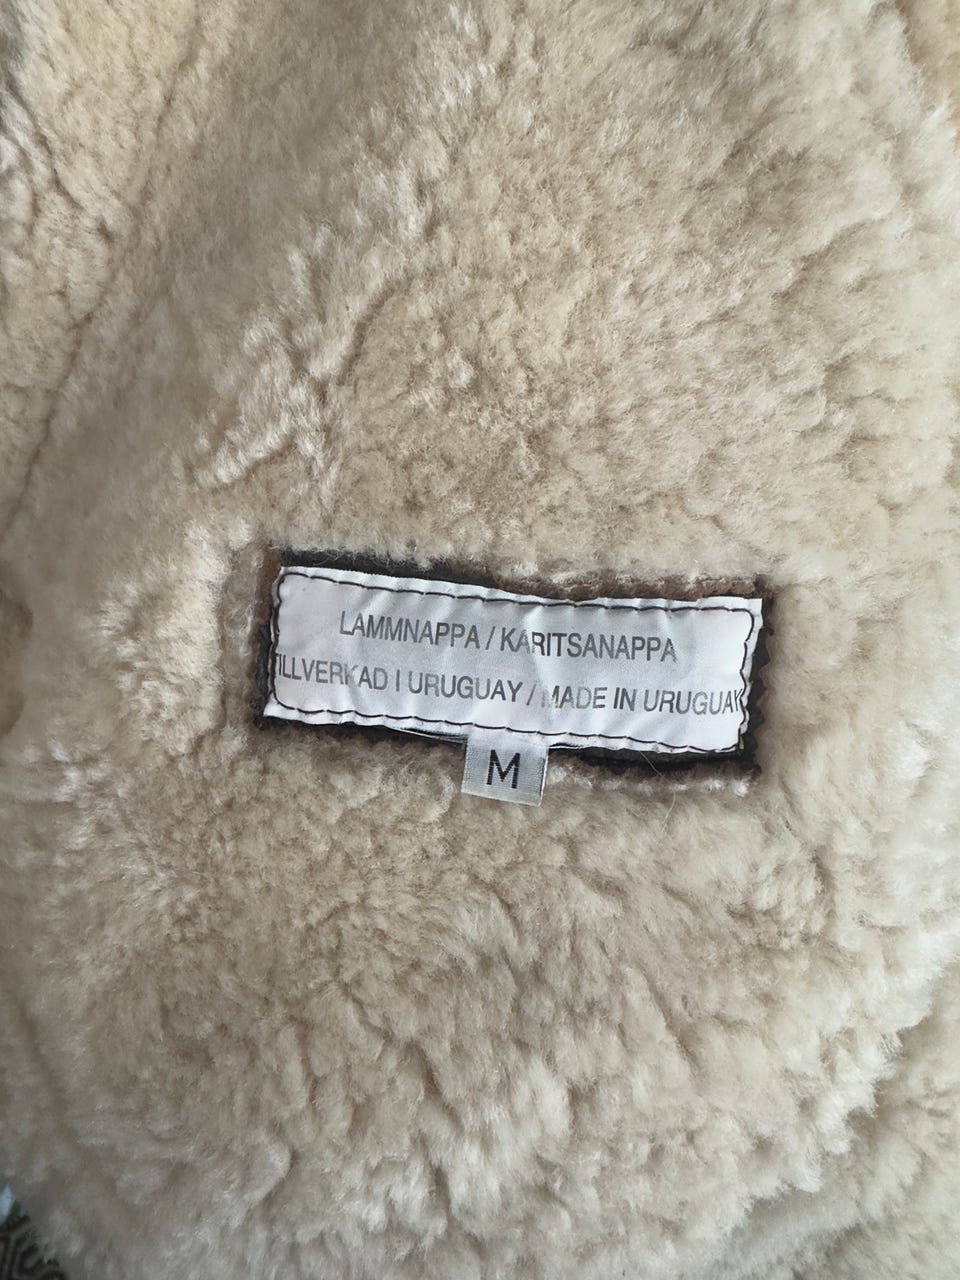 LAMMNAPPA / KARITSANAPPA
TILLVERKAD I URUGUAY / MADE IN URUGUAY
M